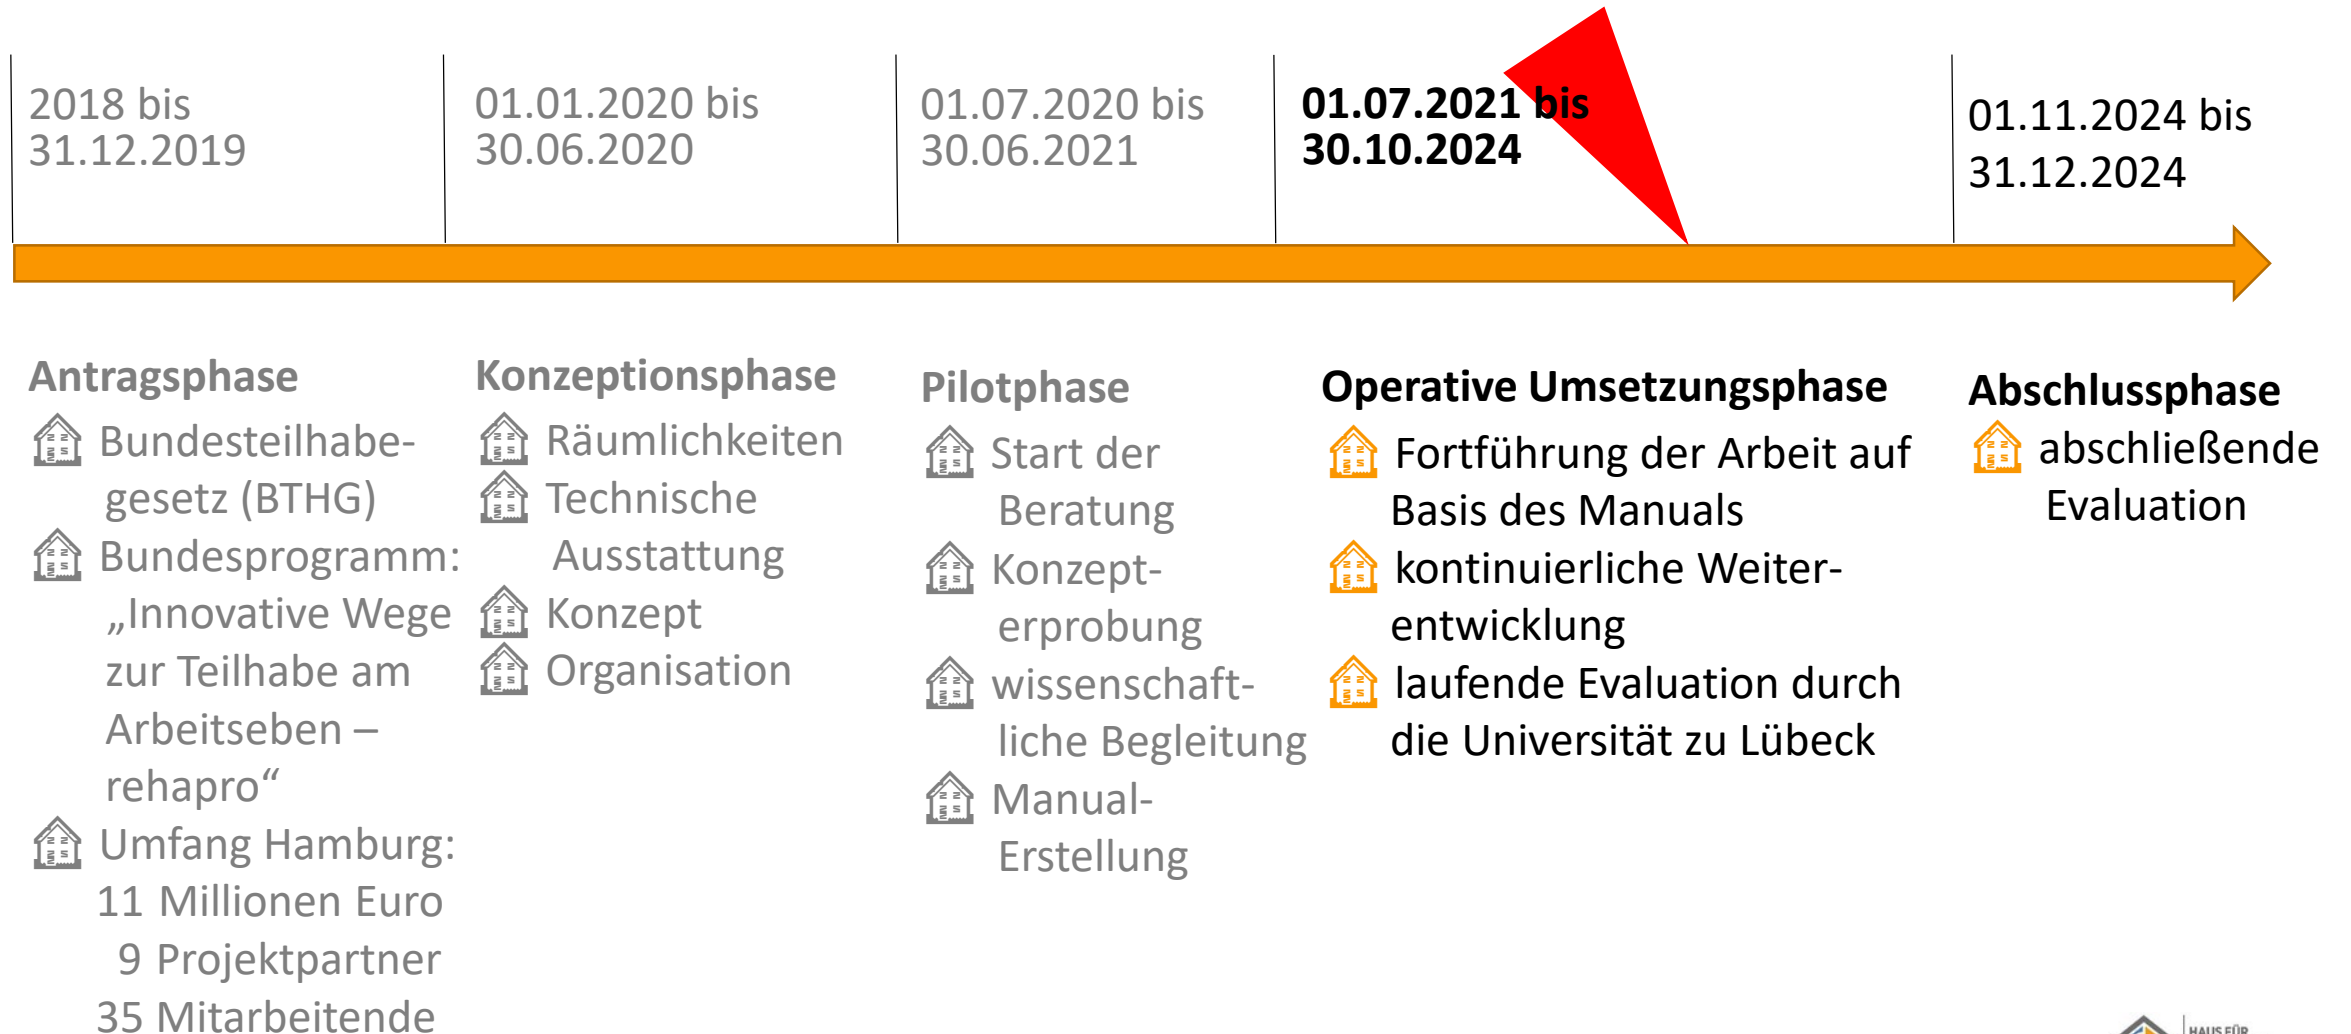 2018 bis
31.12.2019
01.01.2020 bis
30.06.2020
01.07.2020 bis
30.06.2021
01.07.2021 bis
30.10.2024
01.11.2024 bis
31.12.2024
Antragsphase
Bundesteilhabe-
gesetz (BTHG)
Bundesprogramm:
„Innovative Wege
zur Teilhabe am
Arbeitseben –
rehapro“
Umfang Hamburg:
11 Millionen Euro
9 Projektpartner
35 Mitarbeitende
Konzeptionsphase
Räumlichkeiten
Technische
Ausstattung
Konzept
Organisation
Pilotphase
Start der
Beratung
Konzept-
erprobung
wissenschaft-
liche Begleitung
Manual-
Erstellung
Operative Umsetzungsphase
Fortführung der Arbeit auf
Basis des Manuals
kontinuierliche Weiter-
entwicklung
laufende Evaluation durch
die Universität zu Lübeck
Abschlussphase
abschließende
Evaluation
HAUS FÜR